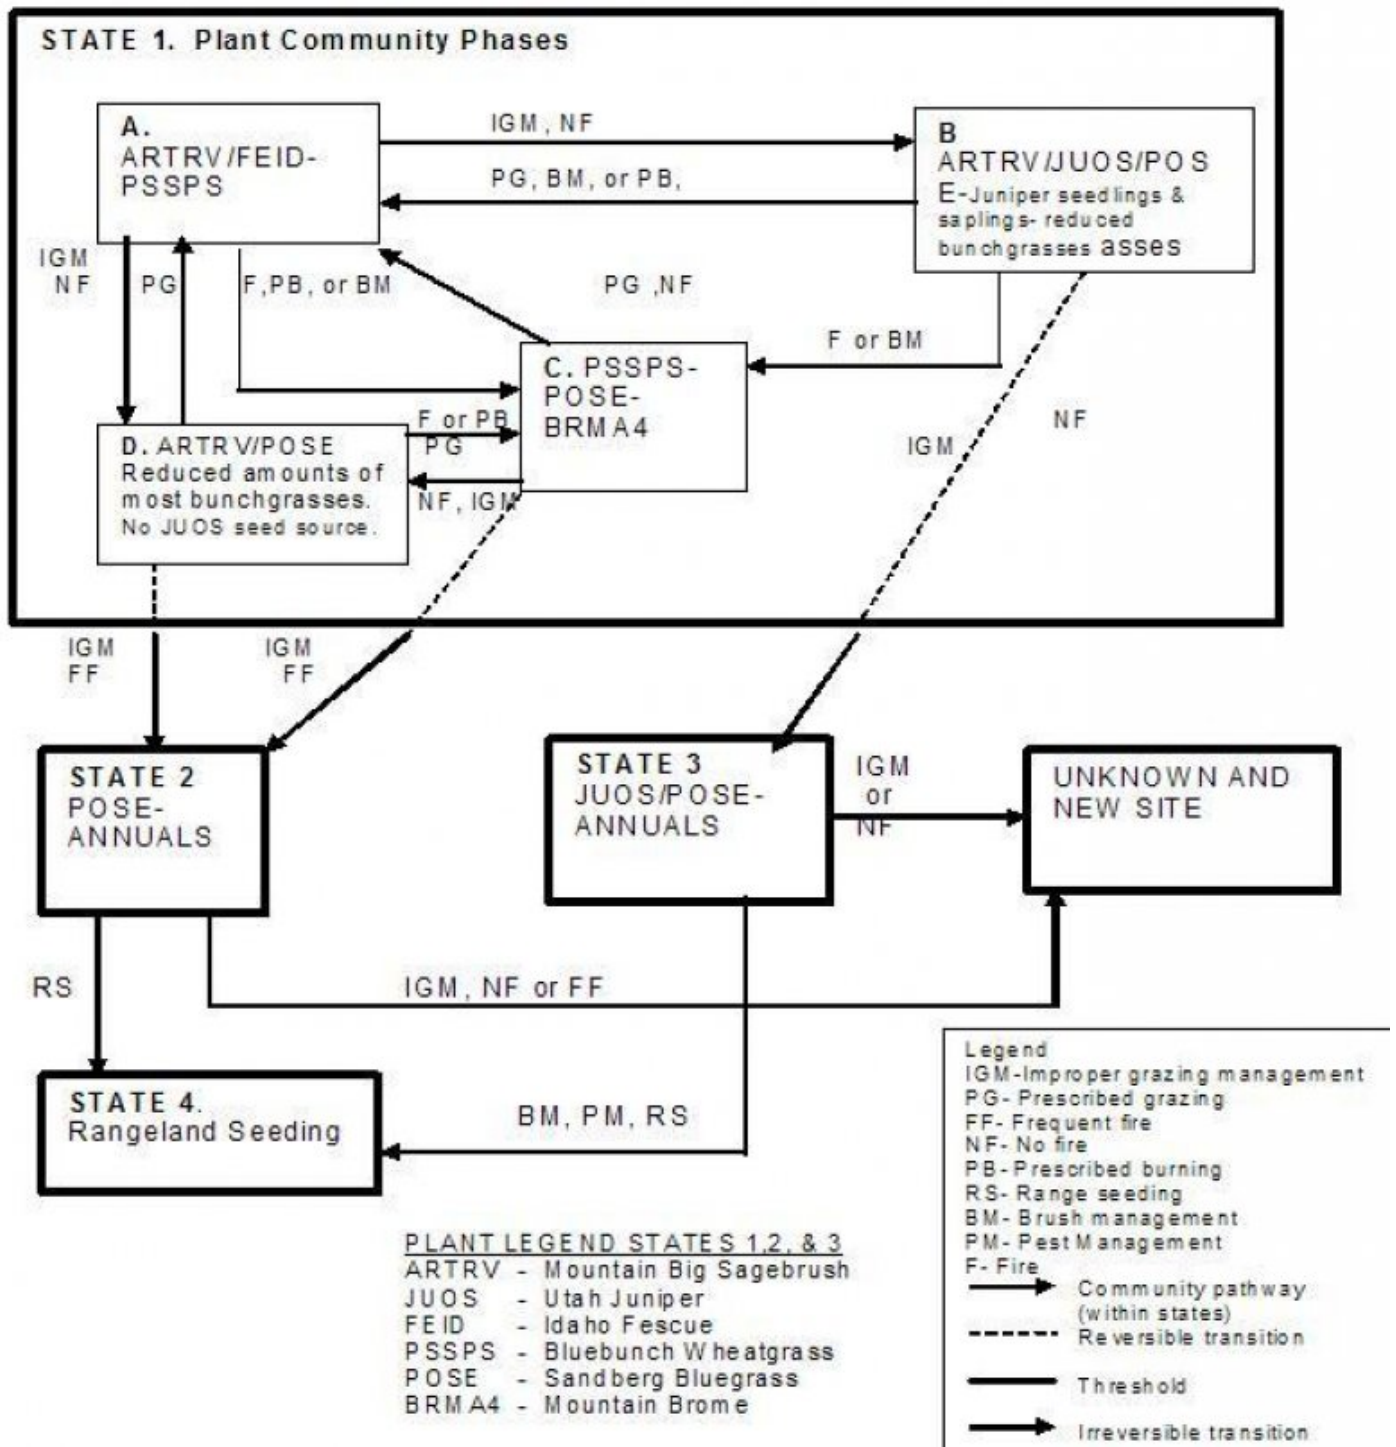 STATE 1. Plant Community Phases
A.
ARTRV/FEID-
PSSPS
IGM, NF
PG, BM, or PB,
B
ARTRV/JUOS/POS
E-Juniper seedlings &
saplings- reduced
bunchgrasses asses
IGM
NF
PG
F,PB, or BM
PG ,NF
F or BM
C. PSSPS-
POSE-
BRMA4
F or PB
PG
NF, IGM
D. ARTRV/POSE
Reduced amounts of
most bunchgrasses.
No JUOS seed source.
IGM
NF
IGM
FF
IGM
FF
STATE 2
POSE-
ANNUALS
STATE 3
JUOS/POSE-
ANNUALS
IGM
or
NF
UNKNOWN AND
NEW SITE
RS
IGM, NF or FF
STATE 4.
Rangeland Seeding
BM, PM, RS
Legend
IGM-Improper grazing management
PG- Prescribed grazing
FF- Frequent fire
NF- No fire
PB- Prescribed burning
RS- Range seeding
BM- Brush management
PM- Pest Management
F- Fire
Community pathway
(within states)
Reversible transition
Threshold
Irreversible transition
PLANT LEGEND STATES 1,2, & 3
ARTRV - Mountain Big Sagebrush
JUOS - Utah Juniper
FEID - Idaho Fescue
PSSPS - Bluebunch Wheatgrass
POSE - Sandberg Bluegrass
BRMA4 - Mountain Brome